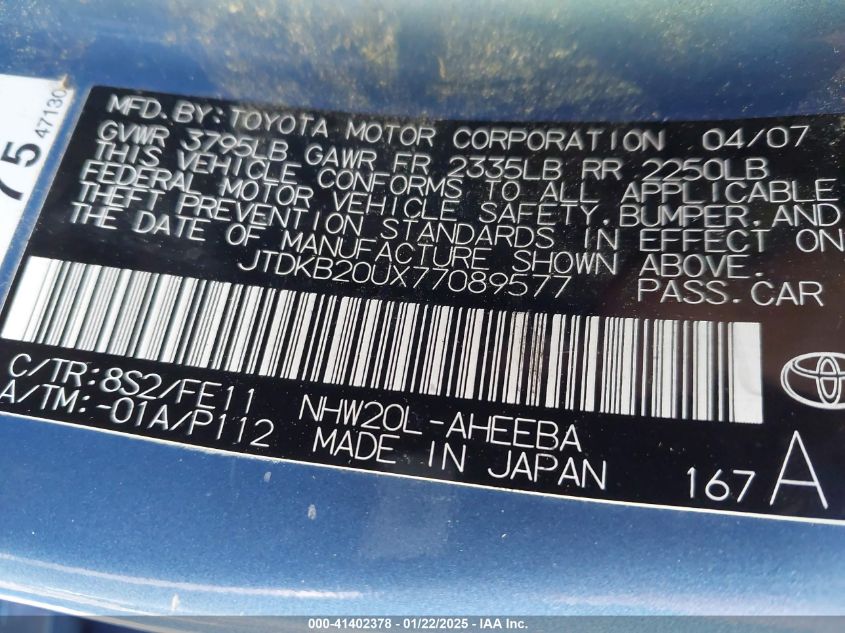 75
47130
MFD. BY: TOYOTA MOTOR CORPORATION 04/07
GVWR 3795LB GAWR FR 2335LB RR 2250LB
THIS VEHICLE CONFORMS TO ALL APPLICABLE
FEDERAL MOTOR VEHICLE SAFETY, BUMPER, AND
THEFT PREVENTION STANDARDS IN EFFECT ON
THE DATE OF MANUFACTURE SHOWN ABOVE.
JTDKB20UX77089577 PASS.CAR
C/TR:8S2/FE11 NHW20L-AHEEBA
A/TM:-01A/P112 MADE IN JAPAN 167 A
000-41402378 - 01/22/2025 - IAA Inc.